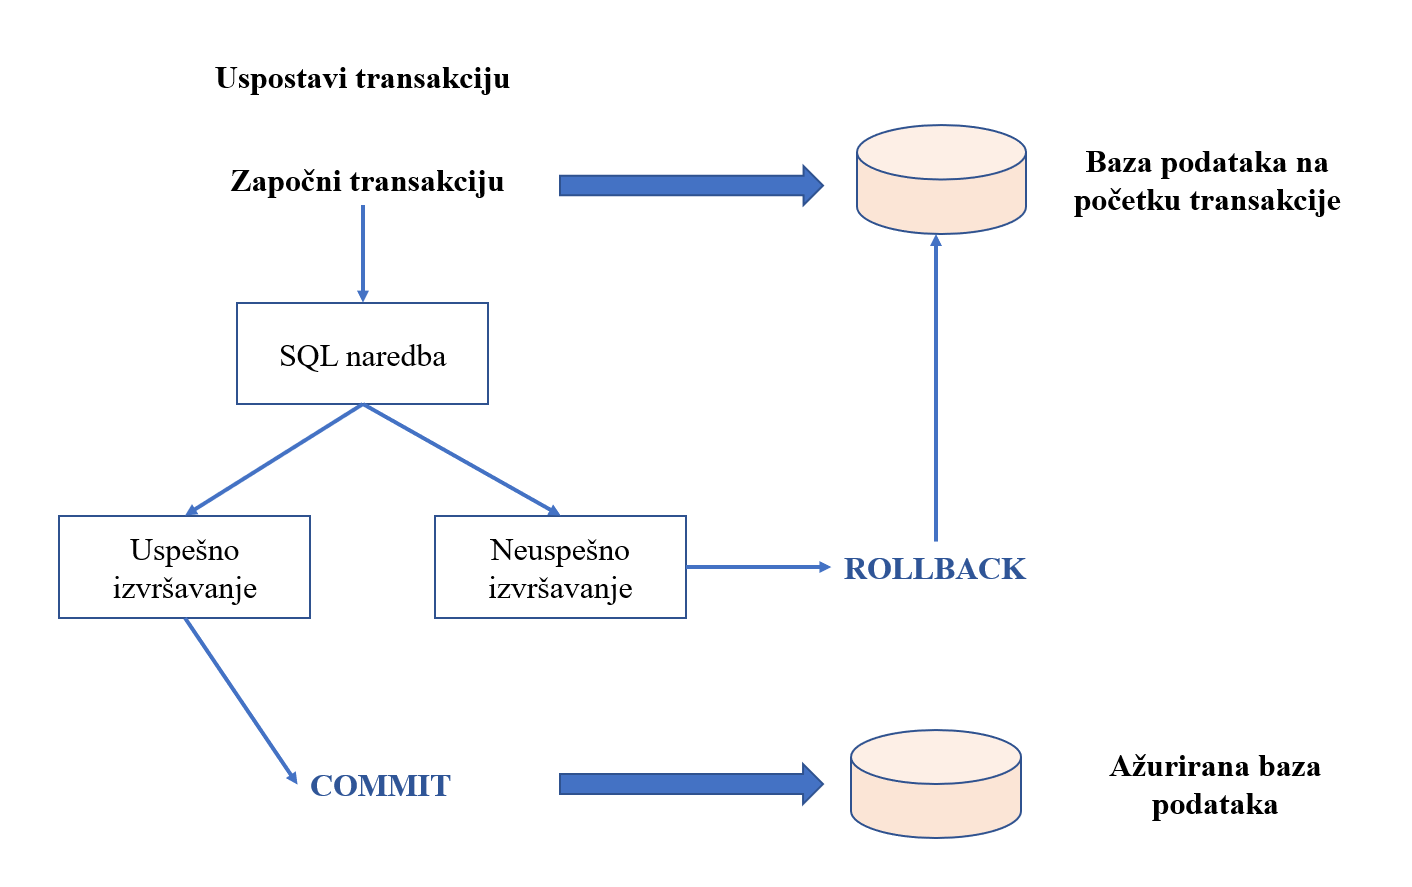 Uspostavi transakciju
Započni transakciju
Baza podataka na
početku transakcije
SQL naredba
Uspešno
izvršavanje
Neuspešno
izvršavanje
ROLLBACK
COMMIT
Ažurirana baza
podataka